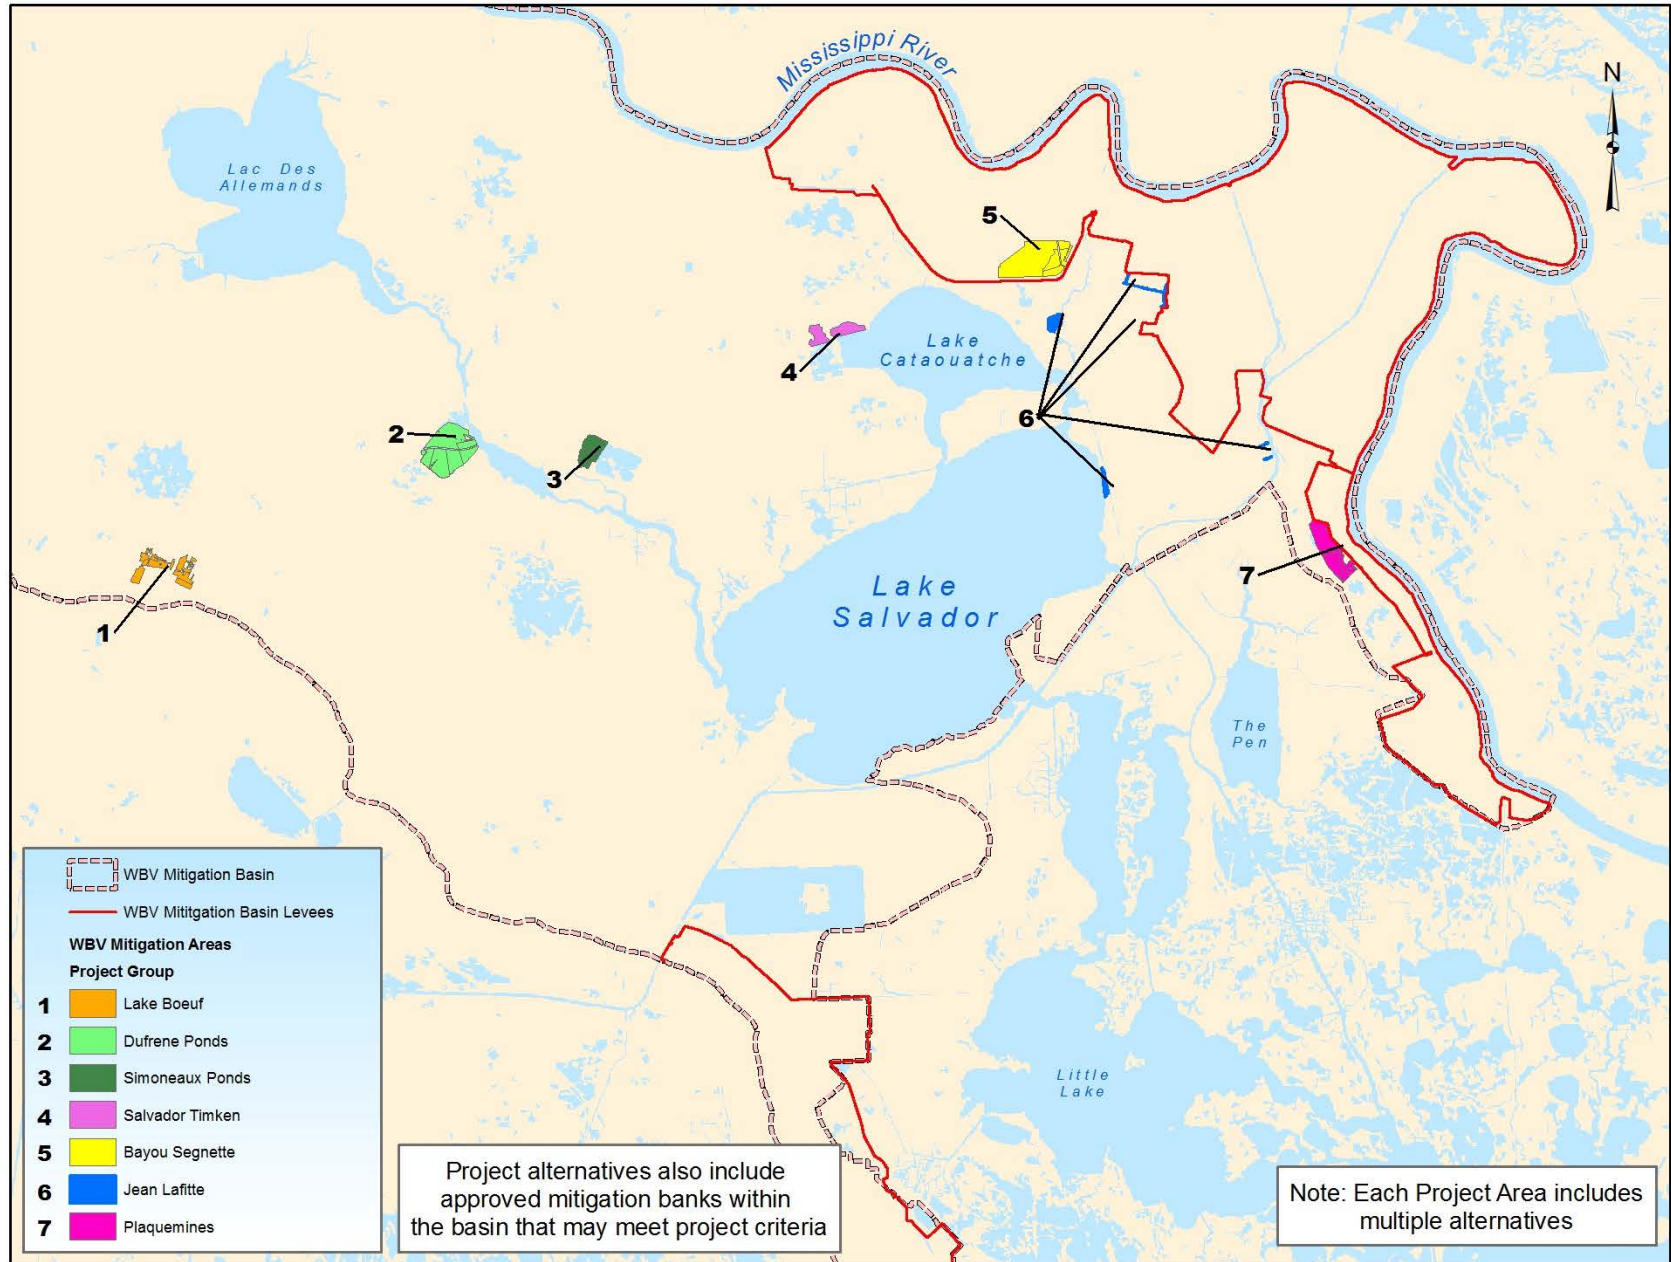 Mississippi River
N
Lac Des
Allemands
5
4
Lake
Cataouatche
6
2
3
1
Lake
Salvador
7
The
Pen
WBV Mitigation Basin
WBV Mititgation Basin Levees
WBV Mitigation Areas
Project Group
1 Lake Boeuf
2 Dufrene Ponds
3 Simoneaux Ponds
4 Salvador Timken
5 Bayou Segnette
6 Jean Lafitte
7 Plaquemines
Little
Lake
Project alternatives also include
approved mitigation banks within
the basin that may meet project criteria
Note: Each Project Area includes
multiple alternatives